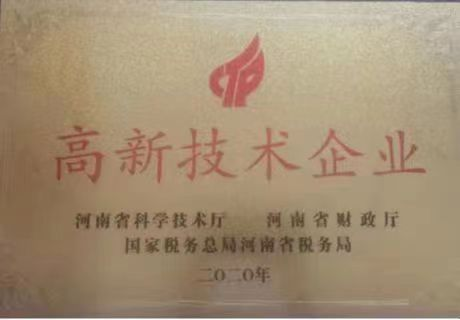 高新技术企业
河南省科学技术厅 河南省财政厅
国家税务总局河南省税务局
二〇二〇年